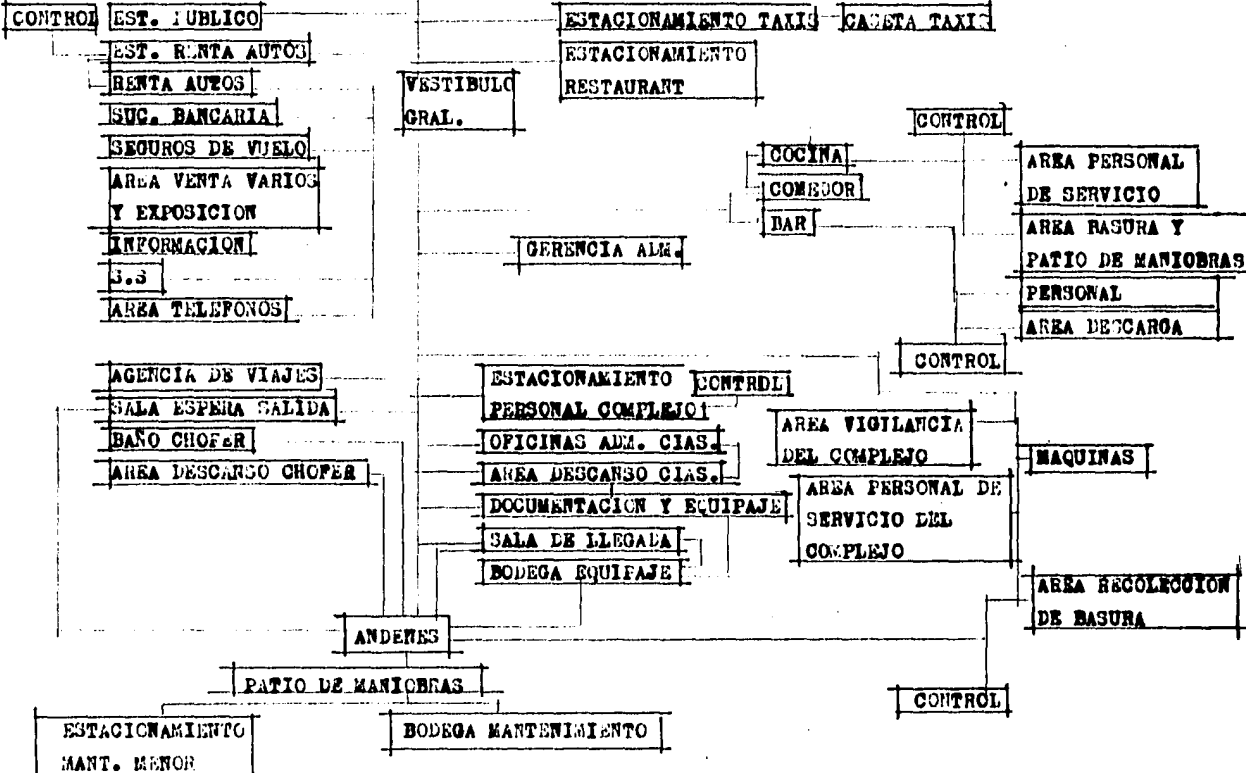 CONTROL
EST. PUBLICO
EST. RENTA AUTOS
RENTA AUTOS
SUC. BANCARIA
SEGUROS DE VUELO
AREA VENTA VARIOS
Y EXPOSICION
INFORMACION
S.S
AREA TELEFONOS
VESTIBULO
GRAL.
ESTACIONAMIENTO TAXIS
CASETA TAXIS
ESTACIONAMIENTO
RESTAURANT
CONTROL
COCINA
COMEDOR
BAR
AREA PERSONAL
DE SERVICIO
AREA BASURA Y
PATIO DE MANIOBRAS
PERSONAL
AREA DESCARGA
CONTROL
GERENCIA ADM.
AGENCIA DE VIAJES
SALA ESPERA SALIDA
BAÑO CHOFER
AREA DESCANSO CHOFER
ESTACIONAMIENTO
PERSONAL COMPLEJO
CONTROL
OFICINAS ADM. CIAS.
AREA DESCANSO CIAS.
DOCUMENTACION Y EQUIPAJE
SALA DE LLEGADA
BODEGA EQUIPAJE
AREA VIGILANCIA
DEL COMPLEJO
AREA PERSONAL DE
SERVICIO DEL
COMPLEJO
MAQUINAS
AREA RECOLECCION
DE BASURA
ANDENES
PATIO DE MANIOBRAS
CONTROL
ESTACIONAMIENTO
MANT. MENOR
BODEGA MANTENIMIENTO